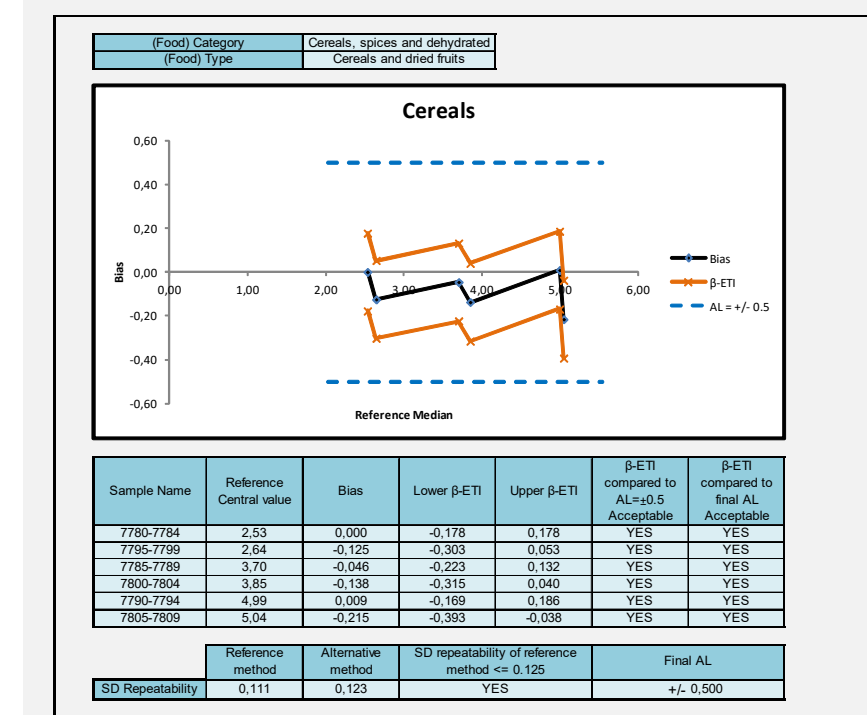 (Food) Category Cereals, spices and dehydrated
(Food) Type Cereals and dried fruits
Cereals
0,60
0,40
0,20
0,00
-0,20
-0,40
-0,60
Bias
0,00 1,00 2,00 3,00 4,00 5,00 6,00
Reference Median
Bias
β-ETI
AL = +/- 0.5
Sample Name Reference Central value Bias Lower β-ETI Upper β-ETI β-ETI compared to AL=±0.5 Acceptable β-ETI compared to final AL Acceptable
7780-7784 2,53 0,000 -0,178 0,178 YES YES
7795-7799 2,64 -0,125 -0,303 0,053 YES YES
7785-7789 3,70 -0,046 -0,223 0,132 YES YES
7800-7804 3,85 -0,138 -0,315 0,040 YES YES
7790-7794 4,99 0,009 -0,169 0,186 YES YES
7805-7809 5,04 -0,215 -0,393 -0,038 YES YES
Reference method Alternative method SD repeatability of reference method <= 0.125 Final AL
SD Repeatability 0,111 0,123 YES +/- 0,500